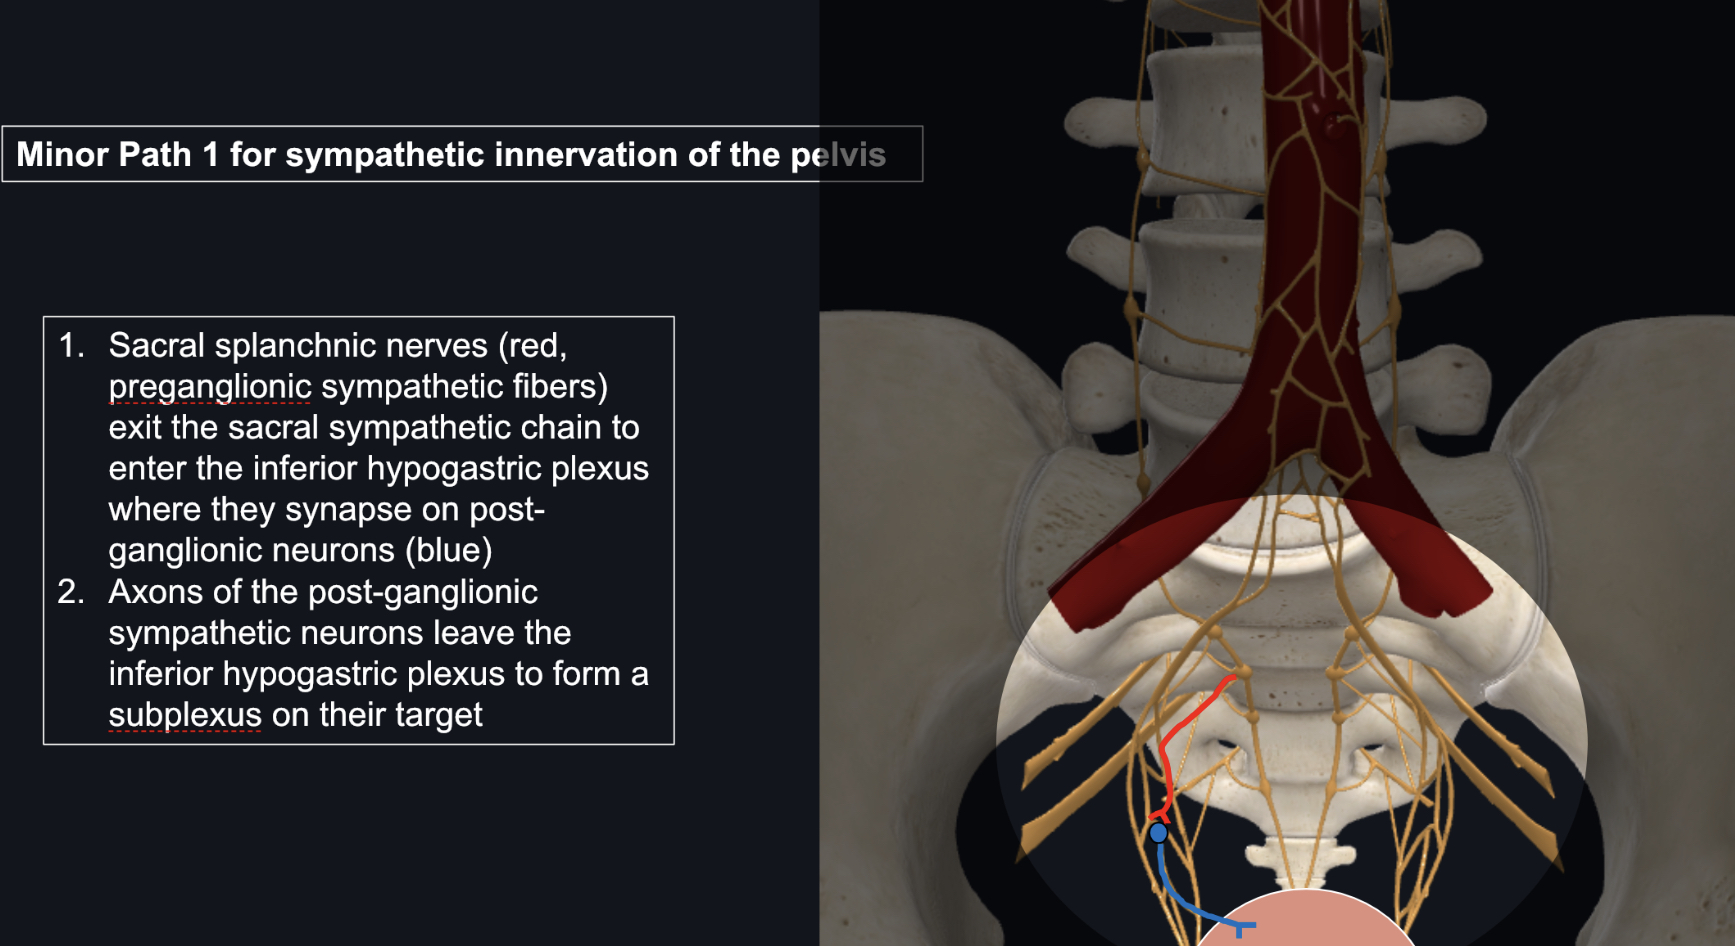 Minor Path 1 for sympathetic innervation of the pelvis
1. Sacral splanchnic nerves (red,
preganglionic sympathetic fibers)
exit the sacral sympathetic chain to
enter the inferior hypogastric plexus
where they synapse on post-
ganglionic neurons (blue)
2. Axons of the post-ganglionic
sympathetic neurons leave the
inferior hypogastric plexus to form a
subplexus on their target